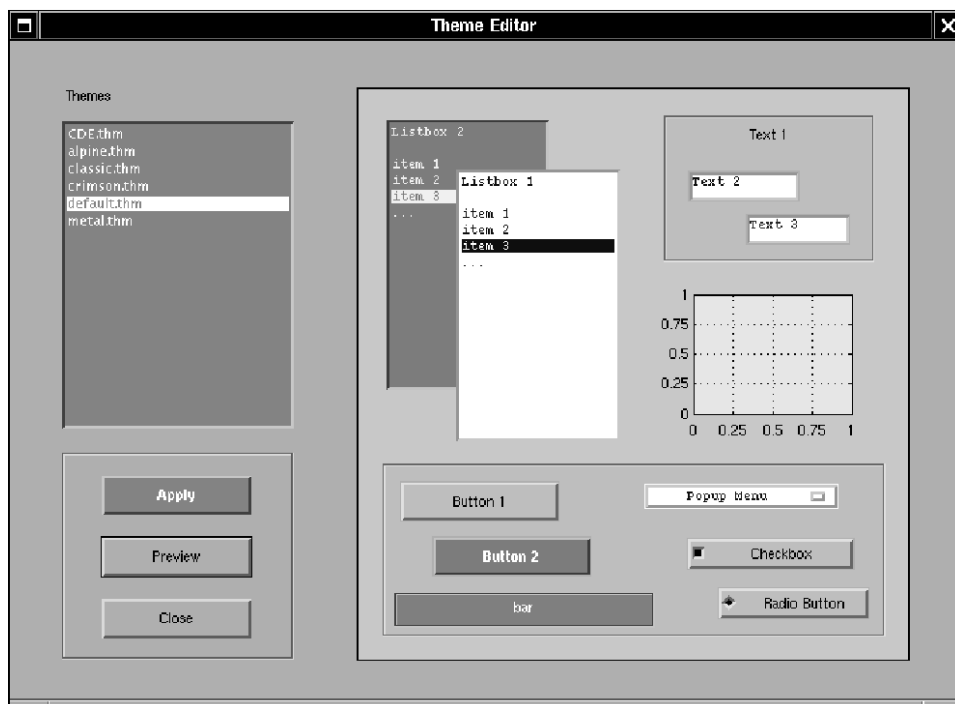 Theme Editor
Themes
CDE.thm
alpine.thm
classic.thm
crimson.thm
default.thm
metal.thm
Apply
Preview
Close
Listbox 2
item 1
item 2
item 3
...
Listbox 1
item 1
item 2
item 3
...
Text 1
Text 2
Text 3
1
0.75
0.5
0.25
0
0 0.25 0.5 0.75 1
Button 1
Button 2
bar
Popup Menu
Checkbox
Radio Button